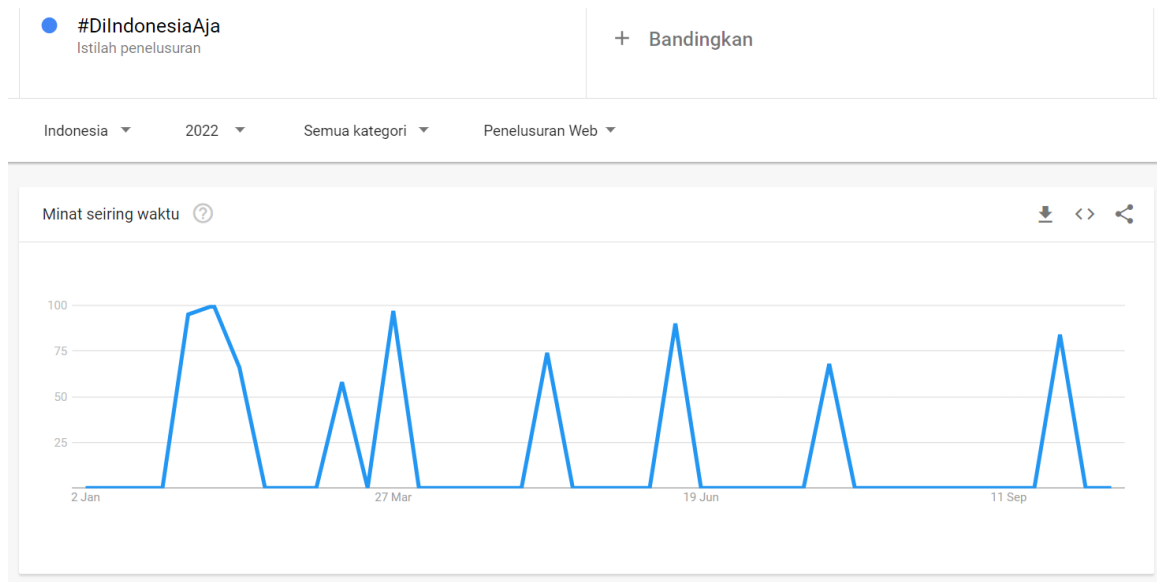 #DiIndonesiaAja
Istilah penelusuran
+ Bandingkan
Indonesia 2022 Semua kategori Penelusuran Web
Minat seiring waktu ?
100
75
50
25
2 Jan 27 Mar 19 Jun 11 Sep